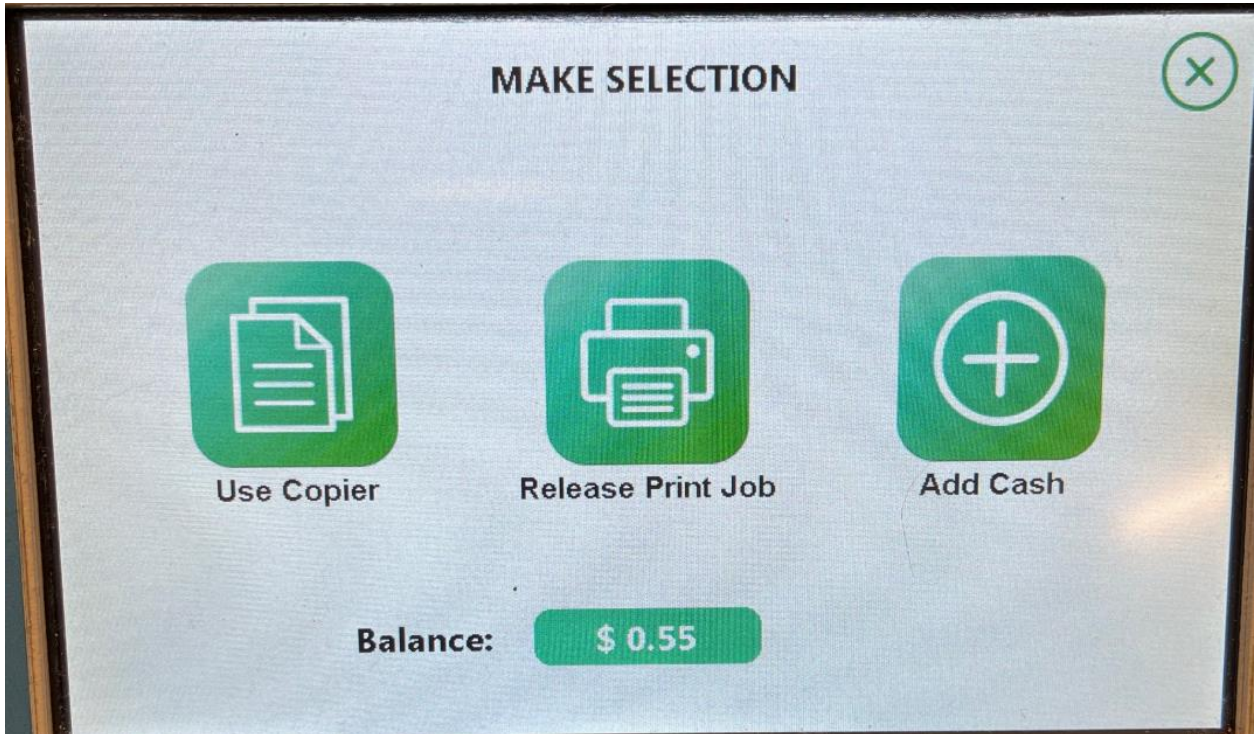 MAKE SELECTION
Use Copier
Release Print Job
Add Cash
Balance: $ 0.55